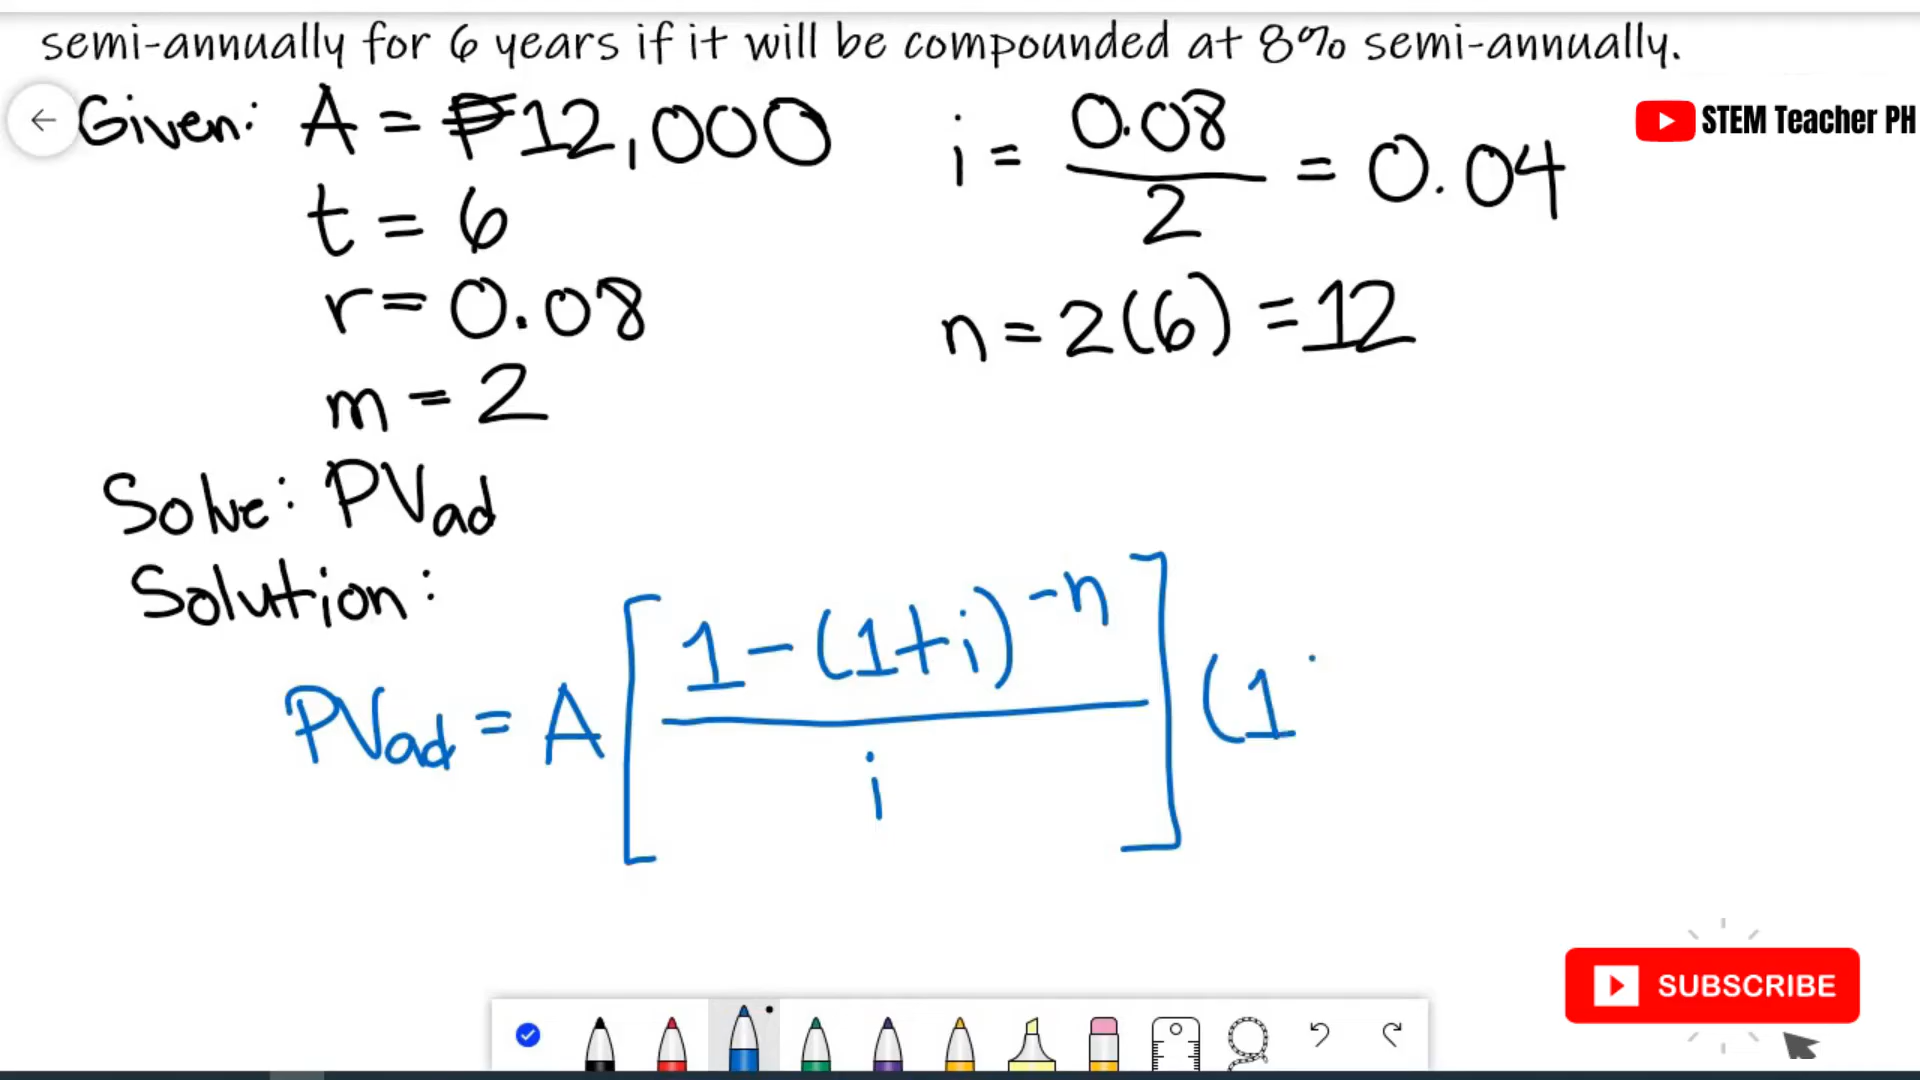 semi-annually for 6 years if it will be compounded at 8% semi-annually.
Given: A = ₱12,000
i = 0.08/2 = 0.04
STEM Teacher PH
t = 6
r = 0.08
n = 2(6) = 12
m = 2
Solve: PVad
Solution:
PVad = A [ 1-(1+i)^-n / i ] (1
SUBSCRIBE